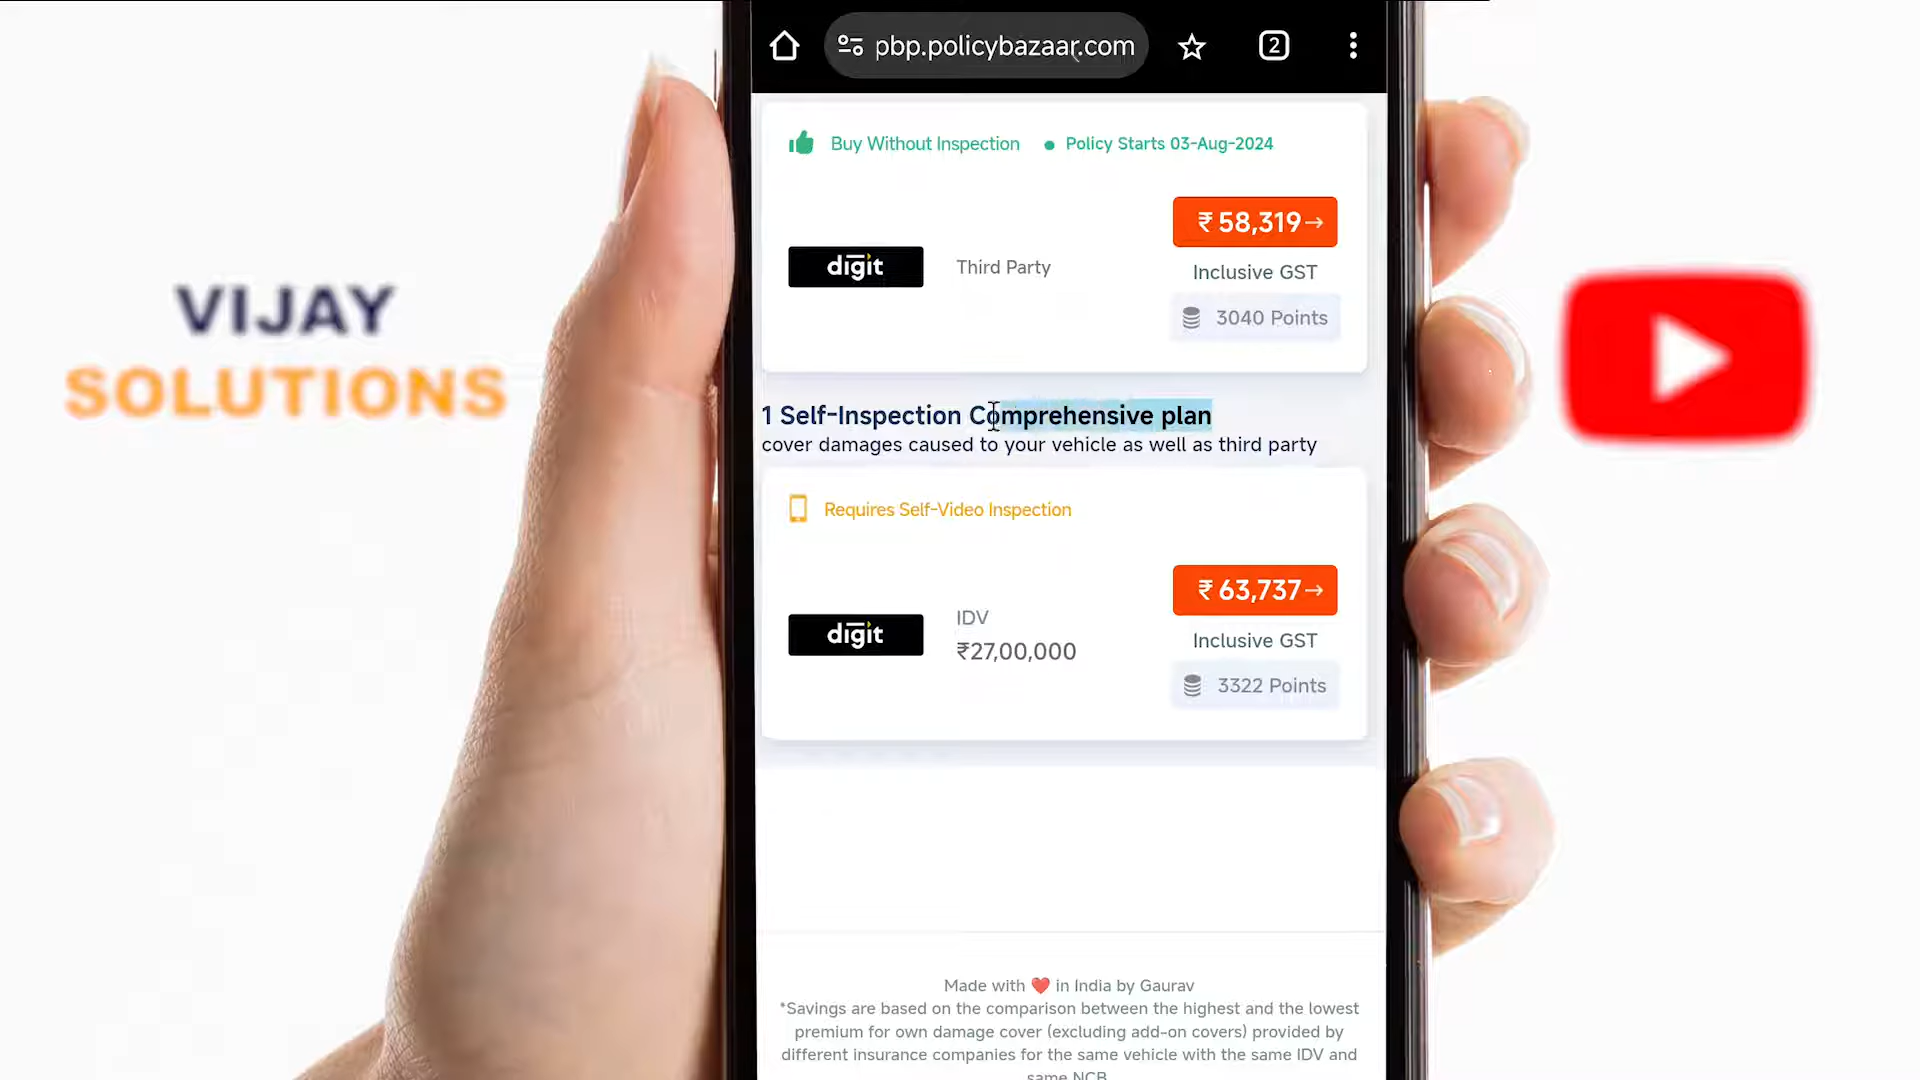 VIJAY
SOLUTIONS
pbp.policybazaar.com
2
Buy Without Inspection • Policy Starts 03-Aug-2024
₹ 58,319→
digit
Third Party
Inclusive GST
3040 Points
1 Self-Inspection Comprehensive plan
cover damages caused to your vehicle as well as third party
Requires Self-Video Inspection
₹ 63,737→
digit
IDV
₹27,00,000
Inclusive GST
3322 Points
Made with ❤️ in India by Gaurav
*Savings are based on the comparison between the highest and the lowest
premium for own damage cover (excluding add-on covers) provided by
different insurance companies for the same vehicle with the same IDV and
same NCB